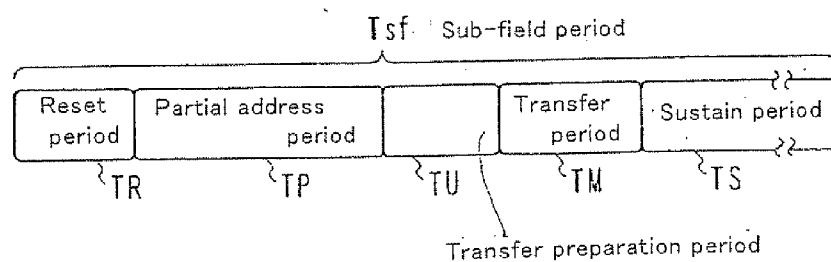 Tsf Sub-field period
Reset period
Partial address period
Transfer period
Sustain period
TR
TP
TU
TM
TS
Transfer preparation period